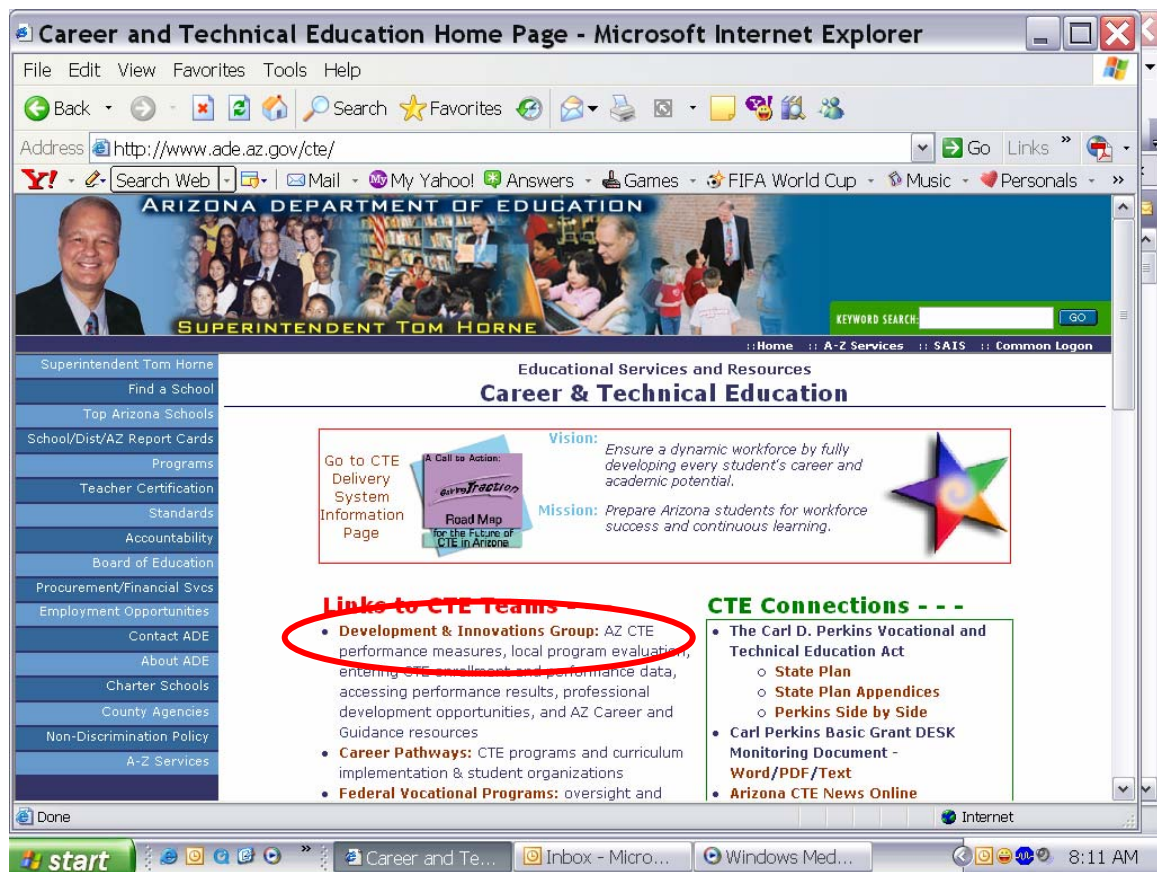 Career and Technical Education Home Page - Microsoft Internet Explorer
File Edit View Favorites Tools Help
Back Search Favorites
Address http://www.ade.az.gov/cte/ Go Links »
Y! Search Web Mail My Yahoo! Answers Games FIFA World Cup Music Personals »
ARIZONA DEPARTMENT OF EDUCATION
SUPERINTENDENT TOM HORNE
KEYWORD SEARCH: GO
::Home :: A-Z Services :: SAIS :: Common Logon
Superintendent Tom Horne
Find a School
Top Arizona Schools
School/Dist/AZ Report Cards
Programs
Teacher Certification
Standards
Accountability
Board of Education
Procurement/Financial Svcs
Employment Opportunities
Contact ADE
About ADE
Charter Schools
County Agencies
Non-Discrimination Policy
A-Z Services
Educational Services and Resources
Career & Technical Education
Go to CTE
Delivery
System
Information
Page
A Call to Action:
Traction
Road Map
for the Future of
CTE in Arizona
Vision:
Ensure a dynamic workforce by fully
developing every student's career and
academic potential.
Mission:
Prepare Arizona students for workforce
success and continuous learning.
Links to CTE Teams -
• Development & Innovations Group: AZ CTE
performance measures, local program evaluation,
entering CTE enrollment and performance data,
accessing performance results, professional
development opportunities, and AZ Career and
Guidance resources
• Career Pathways: CTE programs and curriculum
implementation & student organizations
• Federal Vocational Programs: oversight and
CTE Connections - - -
• The Carl D. Perkins Vocational and
Technical Education Act
o State Plan
o State Plan Appendices
o Perkins Side by Side
• Carl Perkins Basic Grant DESK
Monitoring Document -
Word/PDF/Text
• Arizona CTE News Online
Done Internet
start » Career and Te... Inbox - Micro... Windows Med... 8:11 AM